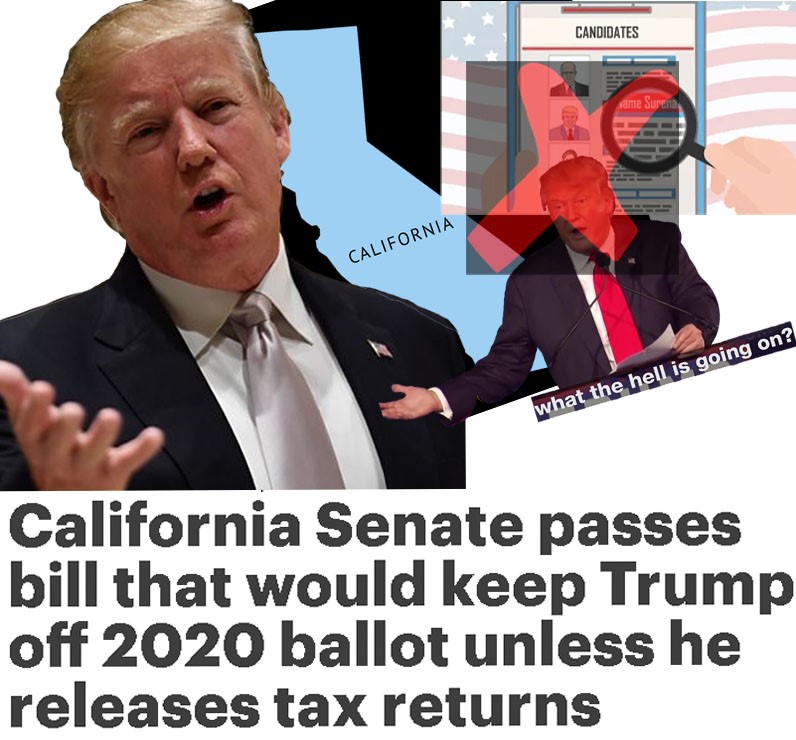 CANDIDATES
Name Surena
CALIFORNIA
what the hell is going on?
California Senate passes
bill that would keep Trump
off 2020 ballot unless he
releases tax returns